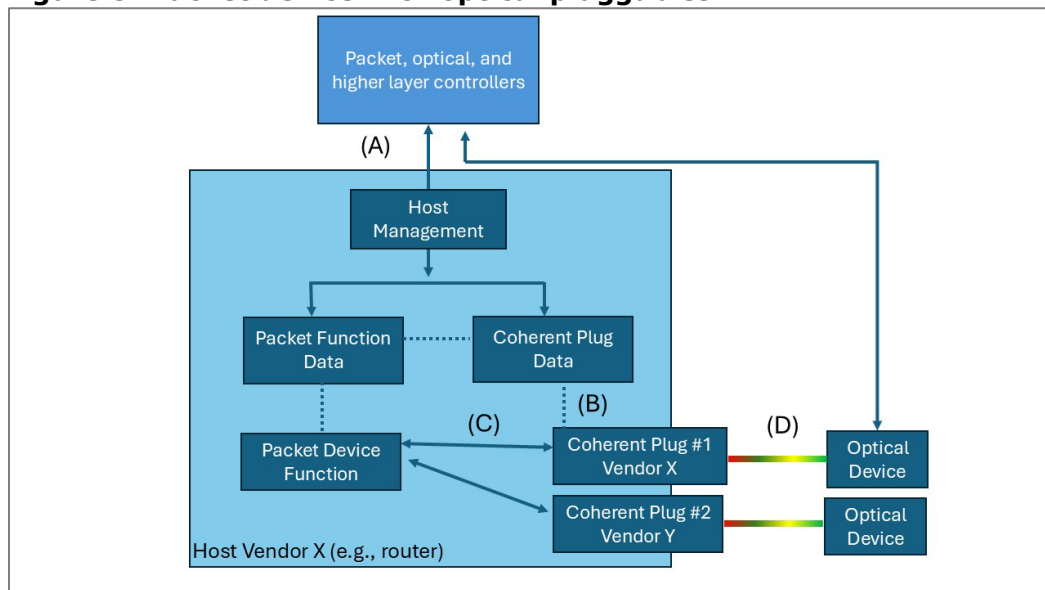 Packet, optical, and
higher layer controllers
(A)
Host
Management
Packet Function
Data
Coherent Plug
Data
(B)
(C)
(D)
Packet Device
Function
Coherent Plug #1
Vendor X
Optical
Device
Coherent Plug #2
Vendor Y
Optical
Device
Host Vendor X (e.g., router)